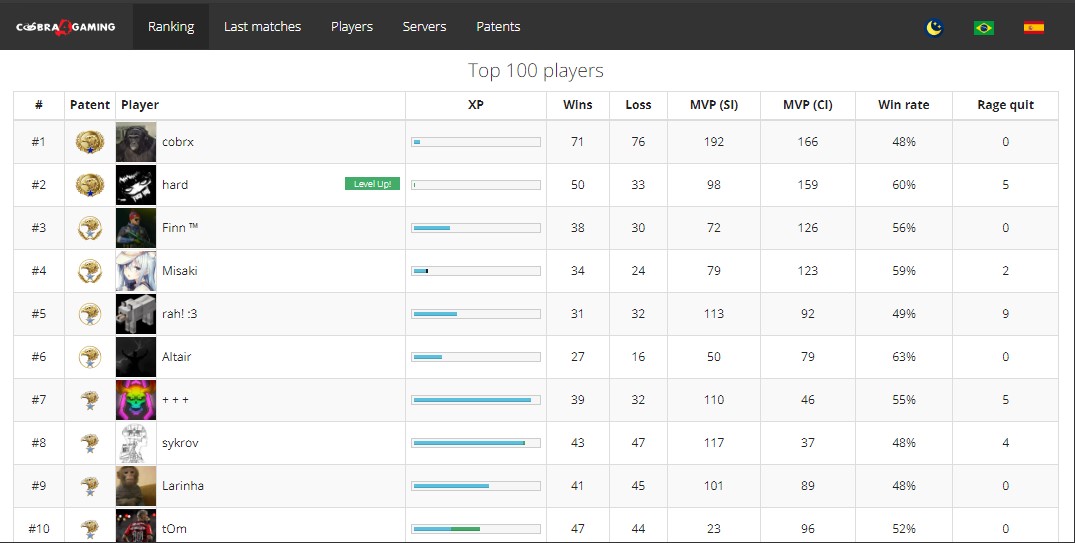 COBRA4GAMING Ranking Last matches Players Servers Patents
Top 100 players
# Patent Player XP Wins Loss MVP (SI) MVP (CI) Win rate Rage quit
#1 cobrx 71 76 192 166 48% 0
#2 hard Level Up! 50 33 98 159 60% 5
#3 Finn ™ 38 30 72 126 56% 0
#4 Misaki 34 24 79 123 59% 2
#5 rah! :3 31 32 113 92 49% 9
#6 Altair 27 16 50 79 63% 0
#7 + + + 39 32 110 46 55% 5
#8 sykrov 43 47 117 37 48% 4
#9 Larinha 41 45 101 89 48% 0
#10 tOm 47 44 23 96 52% 0